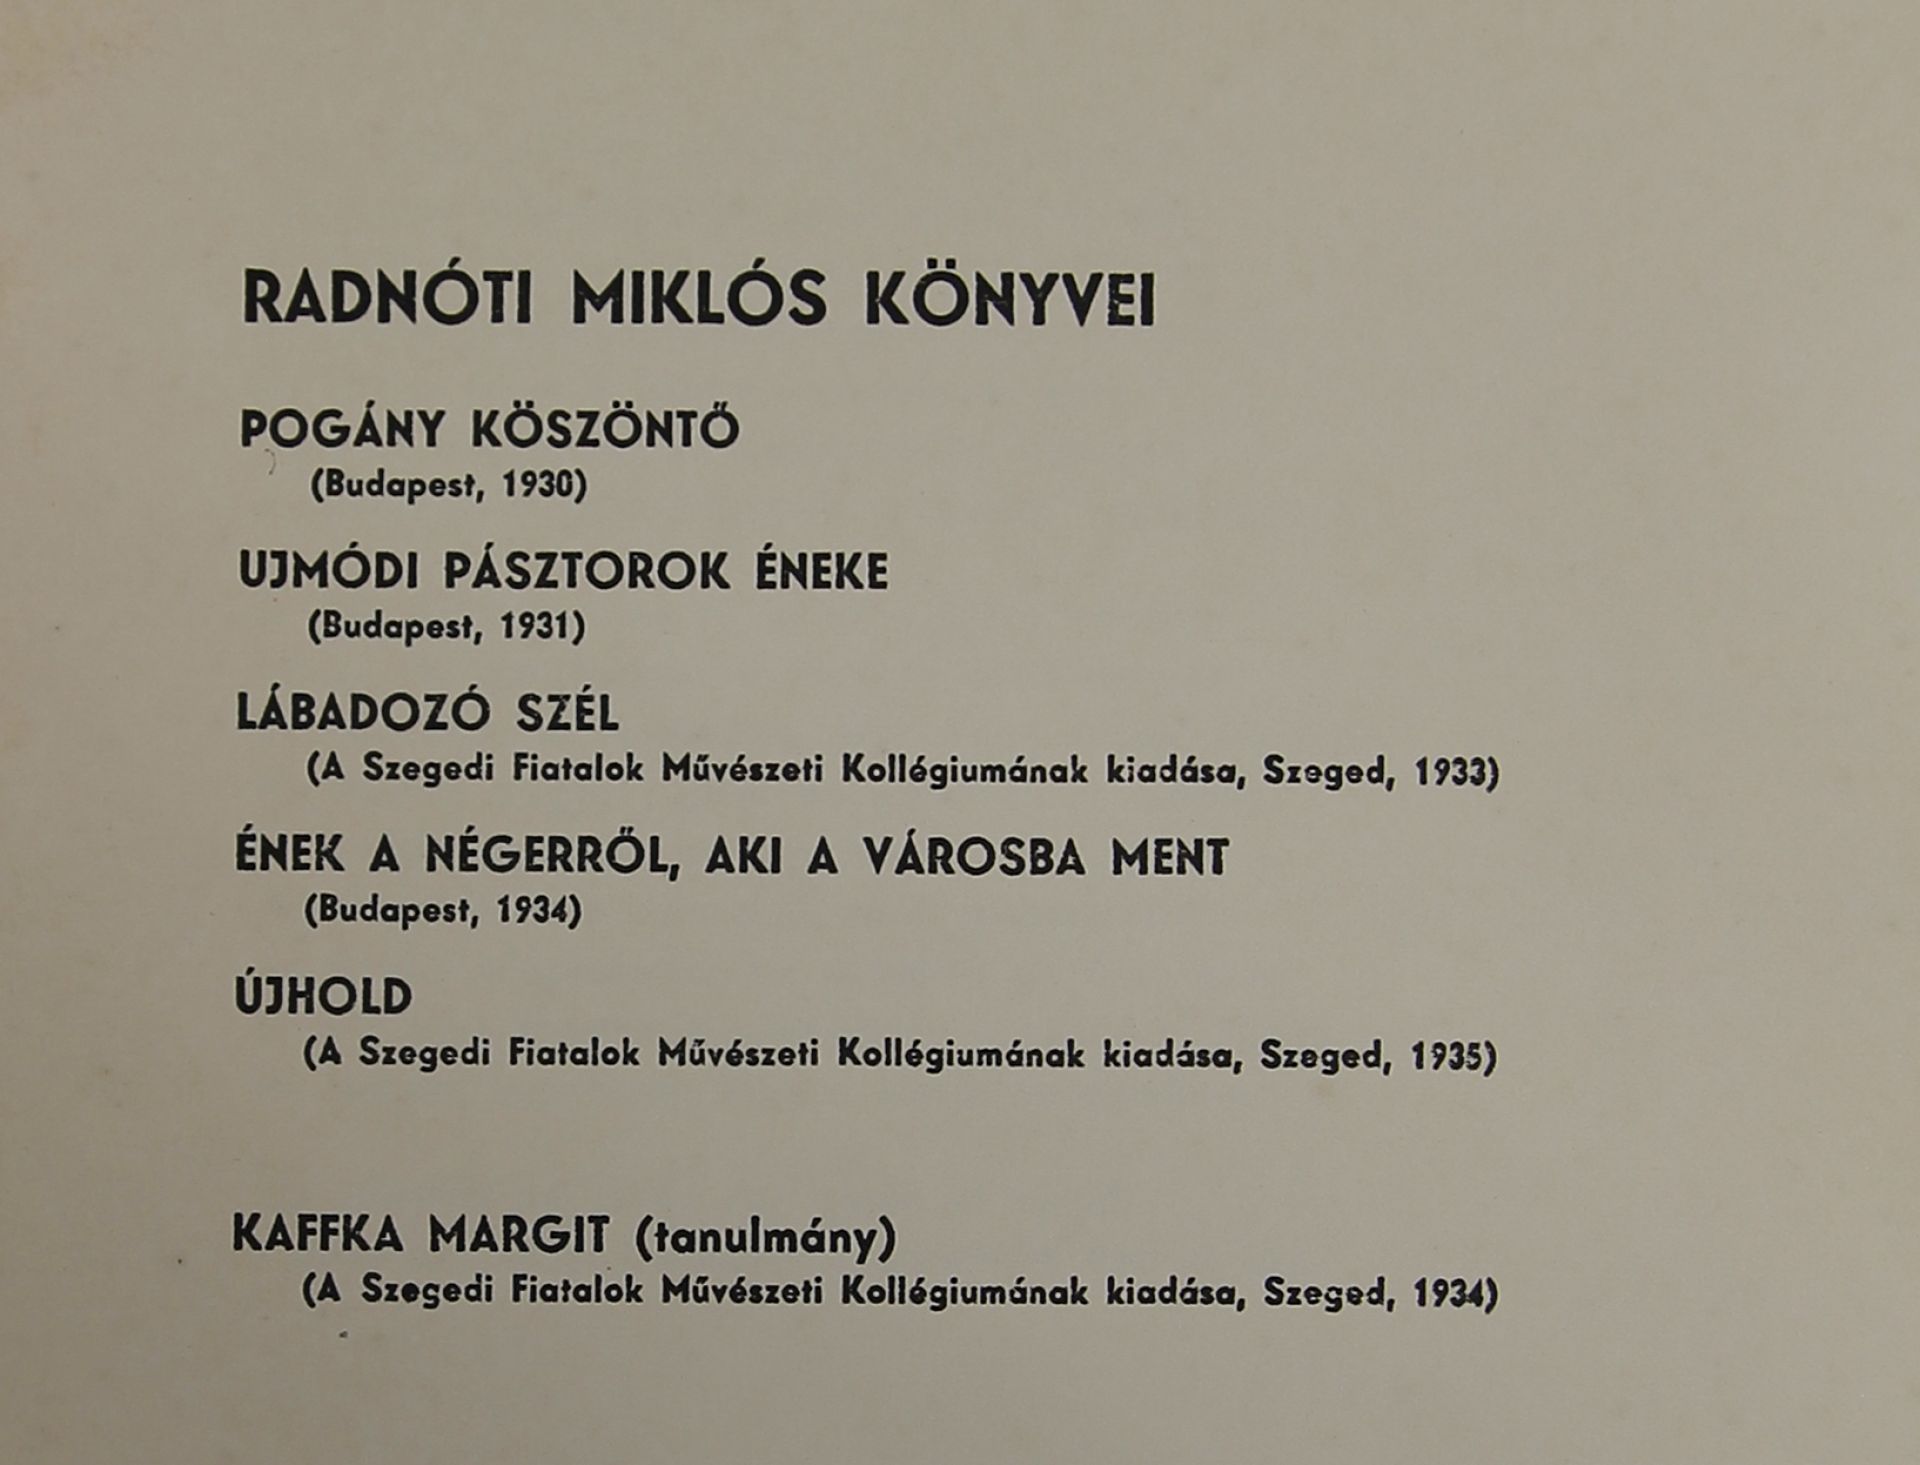 RADNÓTI MIKLÓS KÖNYVEI
POGÁNY KÖSZÖNTŐ
(Budapest, 1930)
UJMÓDI PÁSZTOROK ÉNEKE
(Budapest, 1931)
LÁBADOZÓ SZÉL
(A Szegedi Fiatalok Művészeti Kollégiumának kiadása, Szeged, 1933)
ÉNEK A NÉGERRŐL, AKI A VÁROSBA MENT
(Budapest, 1934)
ÚJHOLD
(A Szegedi Fiatalok Művészeti Kollégiumának kiadása, Szeged, 1935)
KAFFKA MARGIT (tanulmány)
(A Szegedi Fiatalok Művészeti Kollégiumának kiadása, Szeged, 1934)